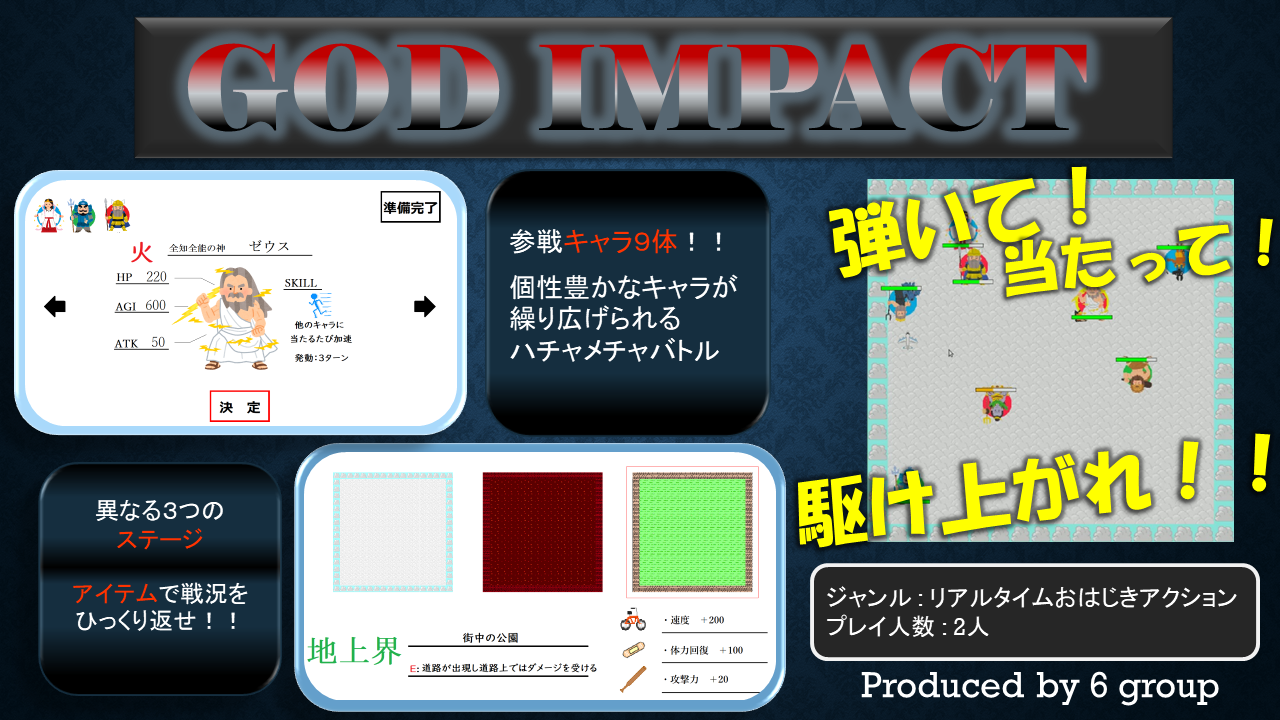 GOD IMPACT
準備完了
火 全知全能の神 ゼウス
HP 220
AGI 600
ATK 50
SKILL
他のキャラに
当たるたび加速
発動:3ターン
決 定
参戦キャラ9体!!
個性豊かなキャラが
繰り広げられる
ハチャメチャバトル
弾いて!
当たって!
駆け上がれ!!
異なる3つの
ステージ
アイテムで戦況を
ひっくり返せ!!
地上界
街中の公園
E:道路が出現し道路上ではダメージを受ける
・速度 +200
・体力回復 +100
・攻撃力 +20
ジャンル:リアルタイムおはじきアクション
プレイ人数:2人
Produced by 6 group